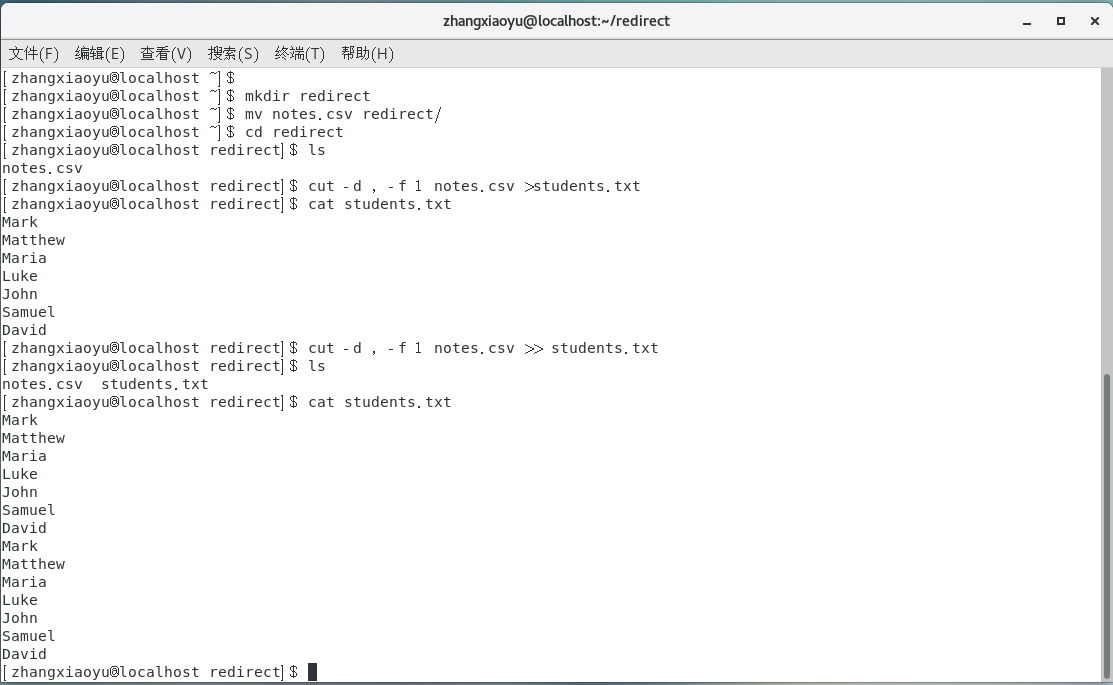 zhangxiaoyu@localhost:~/redirect
文件(F) 编辑(E) 查看(V) 搜索(S) 终端(T) 帮助(H)
[zhangxiaoyu@localhost ~]$
[zhangxiaoyu@localhost ~]$ mkdir redirect
[zhangxiaoyu@localhost ~]$ mv notes.csv redirect/
[zhangxiaoyu@localhost ~]$ cd redirect
[zhangxiaoyu@localhost redirect]$ ls
notes.csv
[zhangxiaoyu@localhost redirect]$ cut -d , -f 1 notes.csv >students.txt
[zhangxiaoyu@localhost redirect]$ cat students.txt
Mark
Matthew
Maria
Luke
John
Samuel
David
[zhangxiaoyu@localhost redirect]$ cut -d , -f 1 notes.csv >> students.txt
[zhangxiaoyu@localhost redirect]$ ls
notes.csv  students.txt
[zhangxiaoyu@localhost redirect]$ cat students.txt
Mark
Matthew
Maria
Luke
John
Samuel
David
Mark
Matthew
Maria
Luke
John
Samuel
David
[zhangxiaoyu@localhost redirect]$